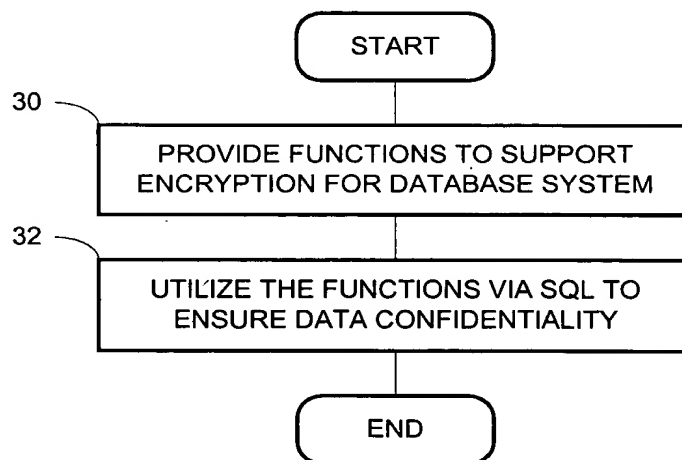 START
30
PROVIDE FUNCTIONS TO SUPPORT
ENCRYPTION FOR DATABASE SYSTEM
32
UTILIZE THE FUNCTIONS VIA SQL TO
ENSURE DATA CONFIDENTIALITY
END